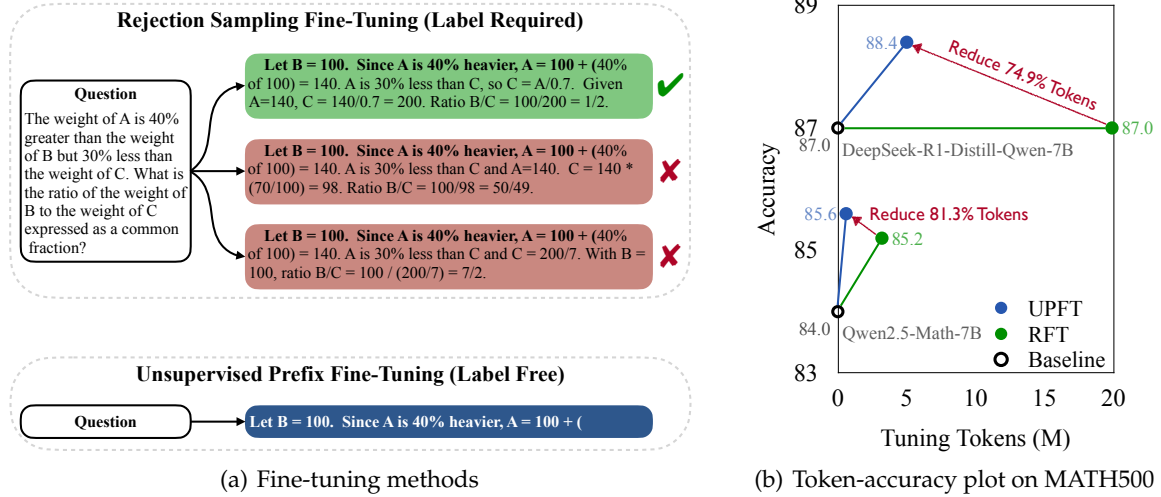 Rejection Sampling Fine-Tuning (Label Required)
Question
The weight of A is 40%
greater than the weight
of B but 30% less than
the weight of C. What is
the ratio of the weight of
B to the weight of C
expressed as a common
fraction?
Let B = 100. Since A is 40% heavier, A = 100 + (40%
of 100) = 140. A is 30% less than C, so C = A/0.7. Given
A=140, C = 140/0.7 = 200. Ratio B/C = 100/200 = 1/2.
Let B = 100. Since A is 40% heavier, A = 100 + (40%
of 100) = 140. A is 30% less than C and A=140. C = 140 *
(70/100) = 98. Ratio B/C = 100/98 = 50/49.
Let B = 100. Since A is 40% heavier, A = 100 + (40%
of 100) = 140. A is 30% less than C and C = 200/7. With B =
100, ratio B/C = 100 / (200/7) = 7/2.
Unsupervised Prefix Fine-Tuning (Label Free)
Question
Let B = 100. Since A is 40% heavier, A = 100 + (
(a) Fine-tuning methods
89
88.4
Reduce 74.9% Tokens
87
87.0
87.0
DeepSeek-R1-Distill-Qwen-7B
Accuracy
85.6
Reduce 81.3% Tokens
85.2
85
84.0
Qwen2.5-Math-7B
UPFT
RFT
Baseline
83
0
5
10
15
20
Tuning Tokens (M)
(b) Token-accuracy plot on MATH500